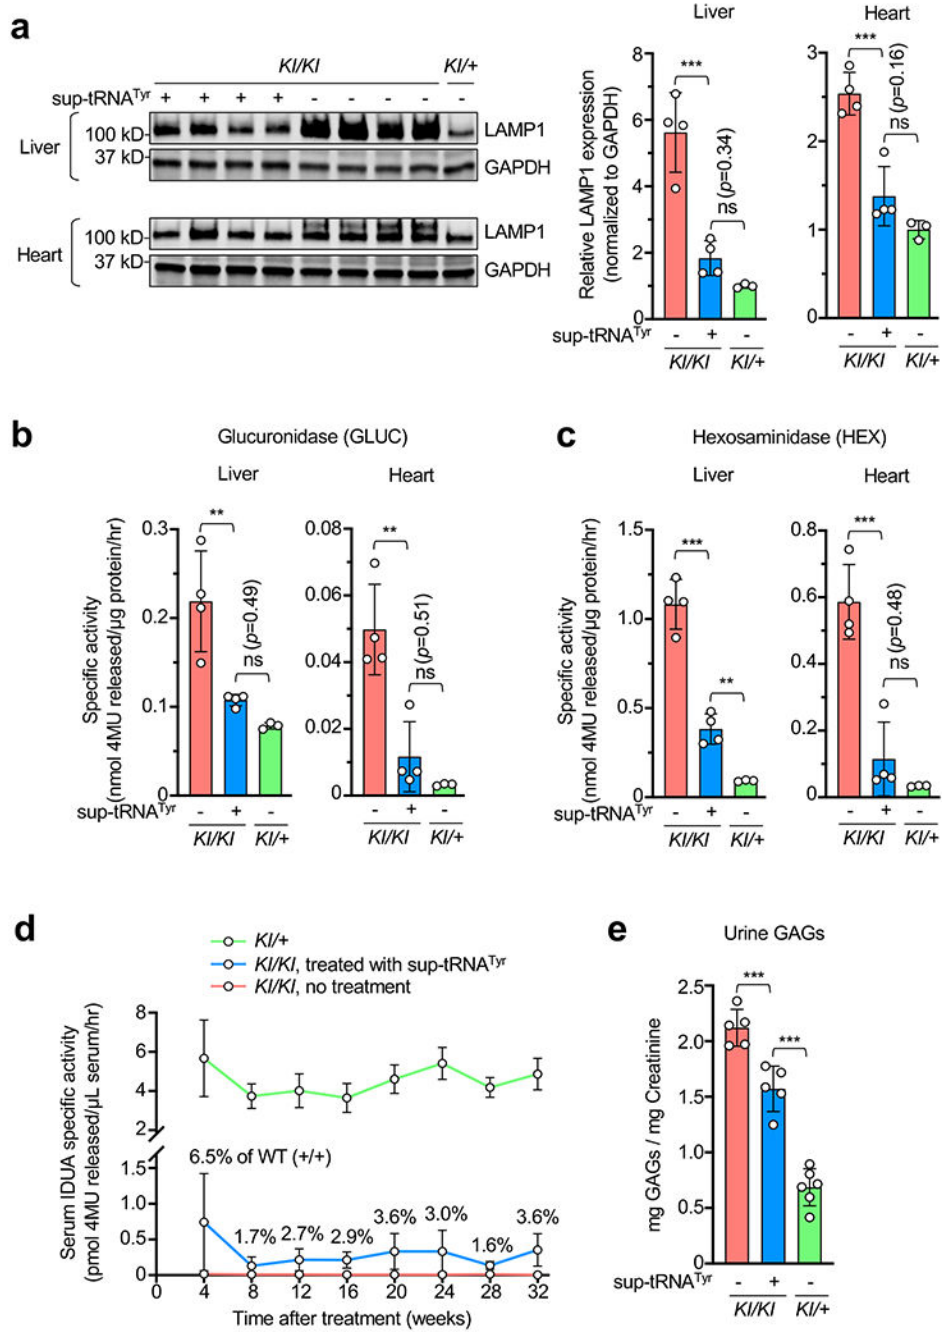 a
KI/KI KI/+
sup-tRNATyr + + + + - - - - -
Liver
100 kD- LAMP1
37 kD- GAPDH
Heart
100 kD- LAMP1
37 kD- GAPDH
Liver
Relative LAMP1 expression
(normalized to GAPDH)
8
6
4
2
0
***
ns (p=0.34)
sup-tRNATyr - + -
KI/KI KI/+
Heart
3
2
1
0
***
ns (p=0.16)
- + -
KI/KI KI/+
b
Glucuronidase (GLUC)
Liver
Specific activity
(nmol 4MU released/µg protein/hr)
0.3
0.2
0.1
0
**
ns (p=0.49)
sup-tRNATyr - + -
KI/KI KI/+
Heart
0.08
0.06
0.04
0.02
0
**
ns (p=0.51)
- + -
KI/KI KI/+
c
Hexosaminidase (HEX)
Liver
Specific activity
(nmol 4MU released/µg protein/hr)
1.5
1.0
0.5
0
***
**
sup-tRNATyr - + -
KI/KI KI/+
Heart
0.8
0.6
0.4
0.2
0
***
ns (p=0.48)
- + -
KI/KI KI/+
d
KI/+
KI/KI, treated with sup-tRNATyr
KI/KI, no treatment
Serum IDUA specific activity
(pmol 4MU released/µL serum/hr)
8
6
4
2
1.5
1.0
0.5
0
6.5% of WT (+/+)
1.7% 2.7% 2.9% 3.6% 3.0% 1.6% 3.6%
0 4 8 12 16 20 24 28 32
Time after treatment (weeks)
e
Urine GAGs
mg GAGs / mg Creatinine
2.5
2.0
1.5
1.0
0.5
0
***
***
sup-tRNATyr - + -
KI/KI KI/+